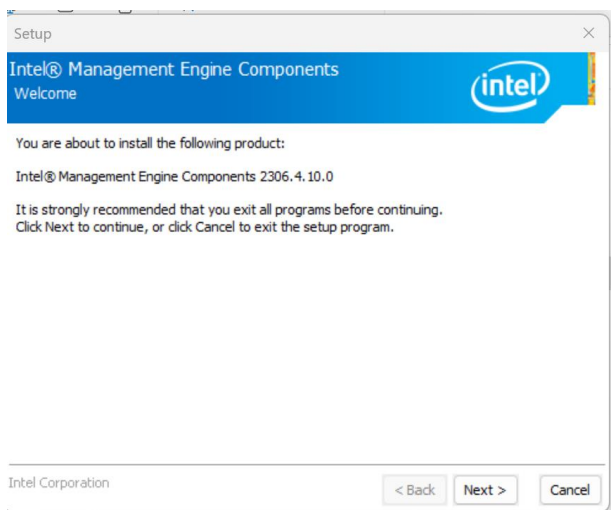 Setup
Intel® Management Engine Components
Welcome
intel
You are about to install the following product:
Intel® Management Engine Components 2306.4.10.0
It is strongly recommended that you exit all programs before continuing.
Click Next to continue, or click Cancel to exit the setup program.
Intel Corporation
< Back Next > Cancel